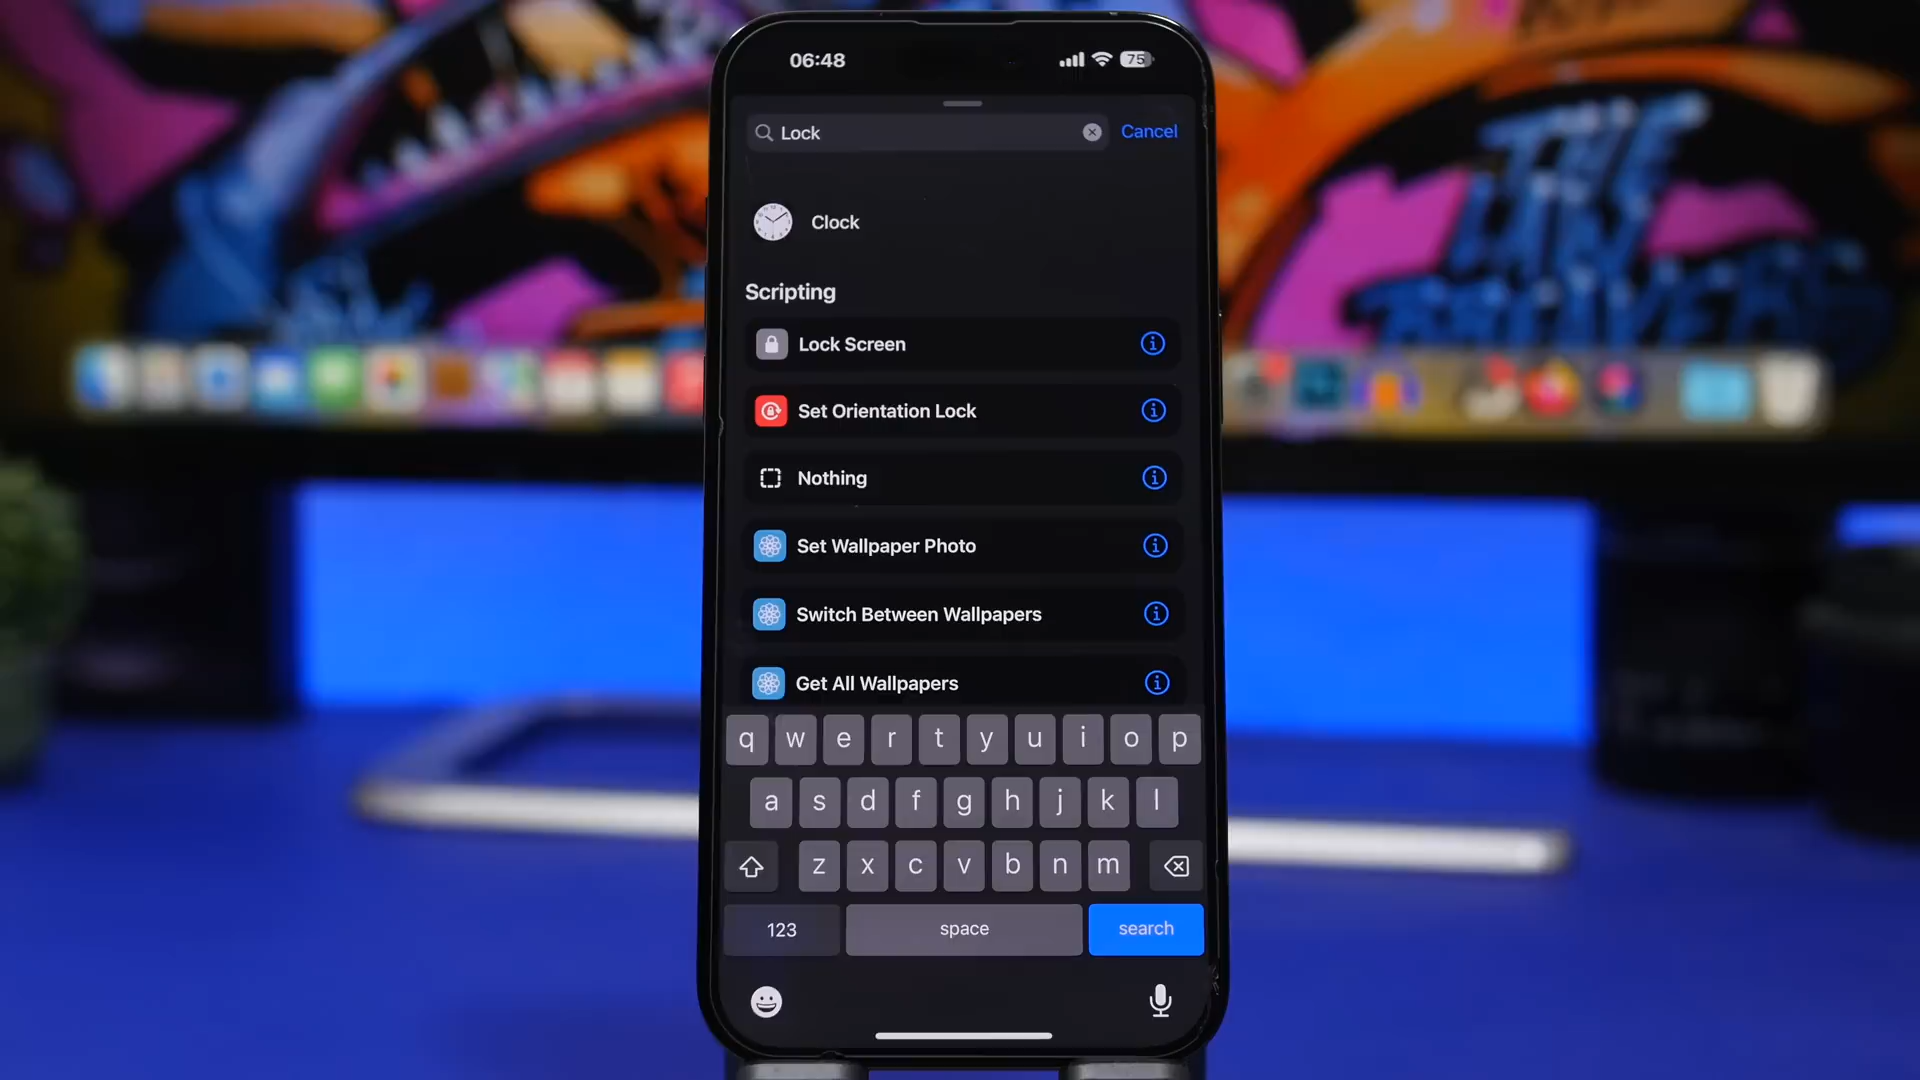 06:48
75
Lock
Cancel
Clock
Scripting
Lock Screen
Set Orientation Lock
Nothing
Set Wallpaper Photo
Switch Between Wallpapers
Get All Wallpapers
q w e r t y u i o p
a s d f g h j k l
z x c v b n m
123
space
search
THE